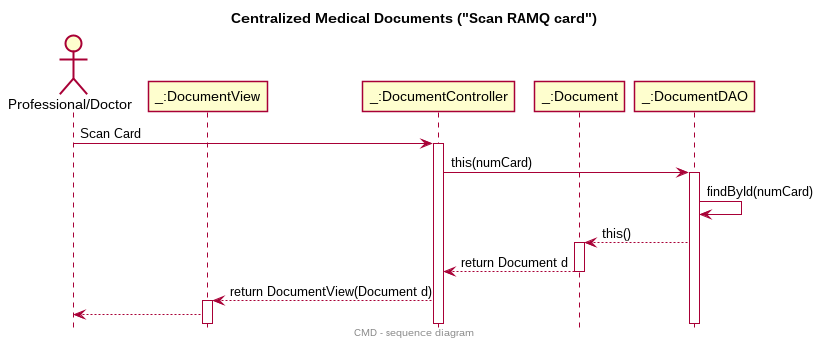 Centralized Medical Documents ("Scan RAMQ card")
Professional/Doctor
_:DocumentView
_:DocumentController
_:Document
_:DocumentDAO
Scan Card
this(numCard)
findById(numCard)
this()
return Document d
return DocumentView(Document d)
CMD - sequence diagram